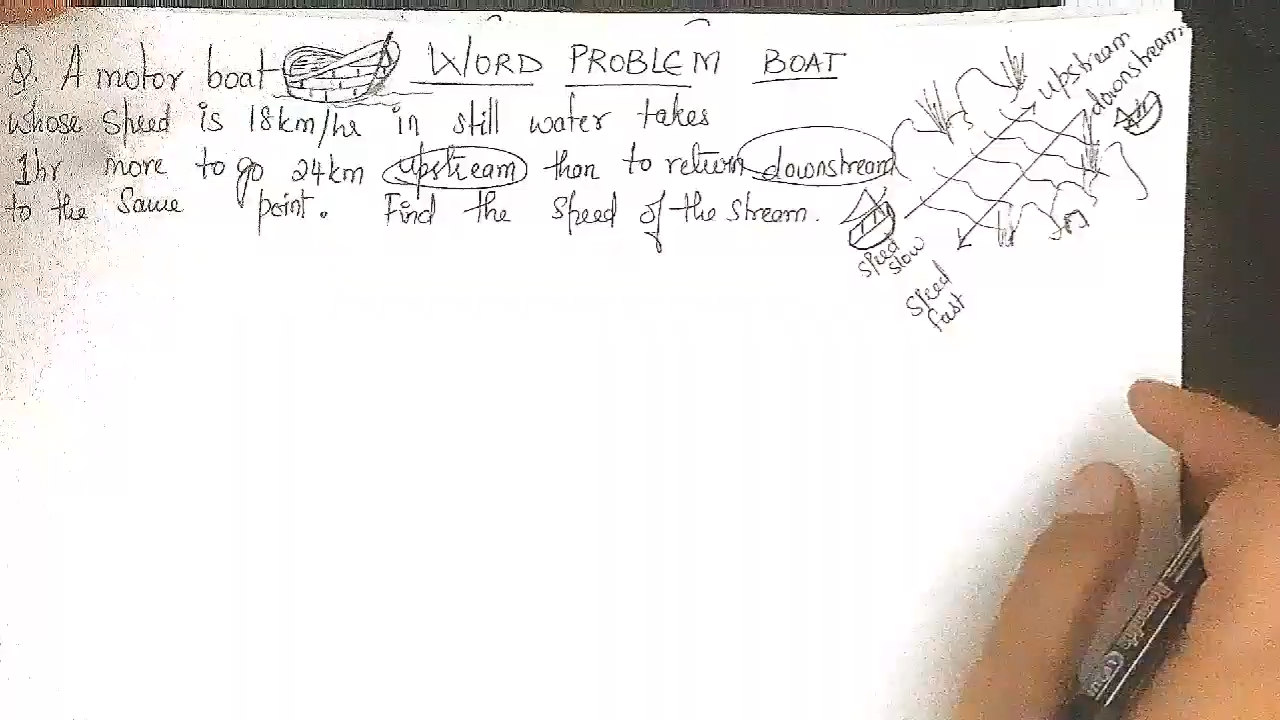 WORD PROBLEM BOAT
Q. A motor boat
whose speed is 18km/hr in still water takes
1hr more to go 24km upstream than to return downstream
to the same point. Find the speed of the stream.
upstream
downstream
Speed
slow
Speed
fast